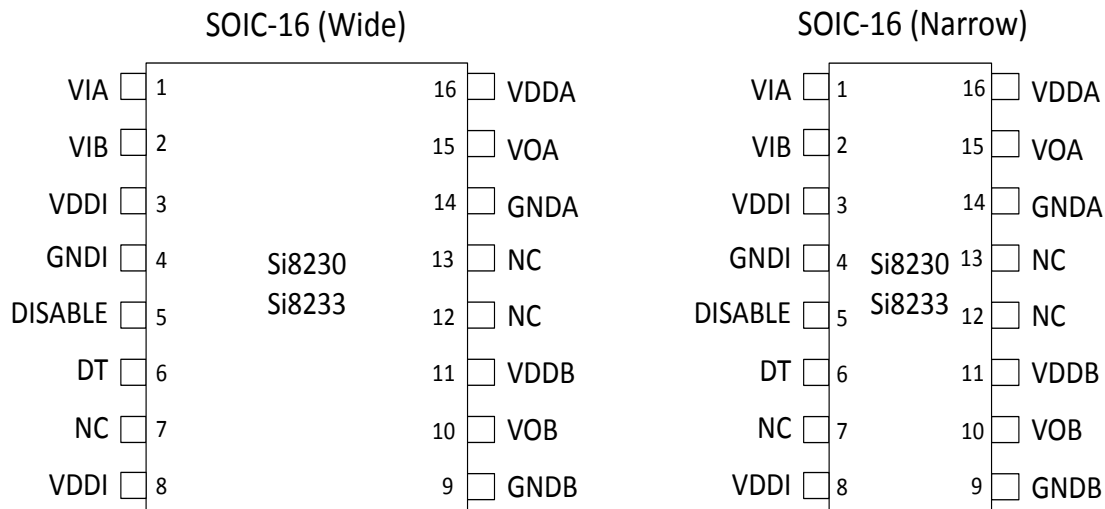 SOIC-16 (Wide)
VIA 1 16 VDDA
VIB 2 15 VOA
VDDI 3 14 GNDA
GNDI 4 13 NC
Si8230
Si8233
DISABLE 5 12 NC
DT 6 11 VDDB
NC 7 10 VOB
VDDI 8 9 GNDB
SOIC-16 (Narrow)
VIA 1 16 VDDA
VIB 2 15 VOA
VDDI 3 14 GNDA
GNDI 4 13 NC
Si8230
Si8233
DISABLE 5 12 NC
DT 6 11 VDDB
NC 7 10 VOB
VDDI 8 9 GNDB